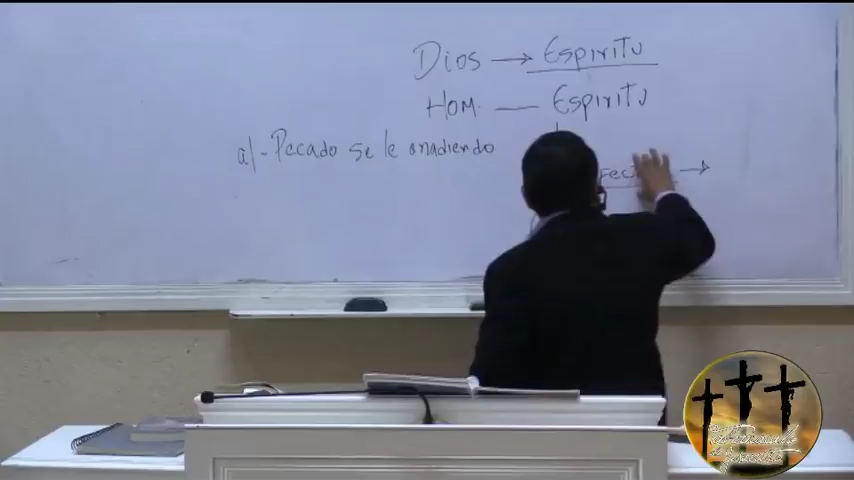 Dios → Espiritu
HOM — Espiritu
a)- Pecado se le anadiendo